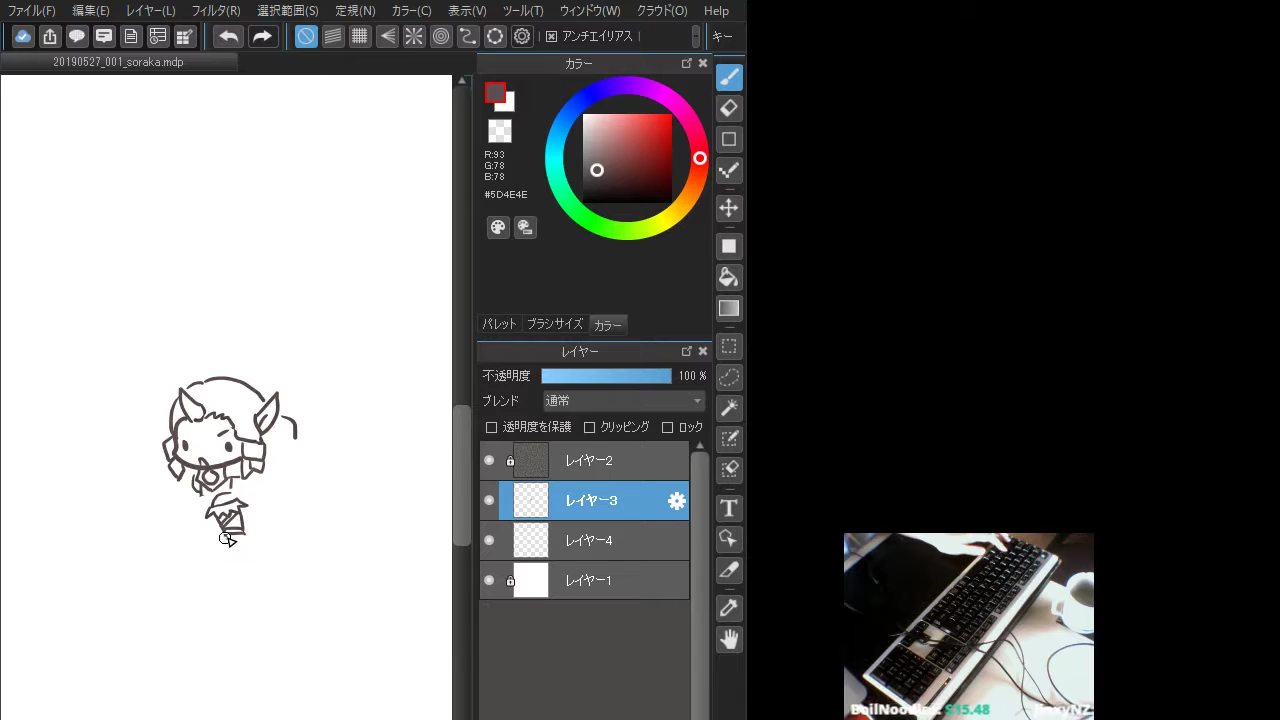 ファイル(F) 編集(E) レイヤー(L) フィルタ(R) 選択範囲(S) 定規(N) カラー(C) 表示(V) ツール(T) ウィンドウ(W) クラウド(O) Help
アンチエイリアス キー
20190527_001_soraka.mdp
カラー
R:93
G:78
B:78
#5D4E4E
パレット ブラシサイズ カラー
レイヤー
不透明度 100 %
ブレンド 通常
透明度を保護 クリッピング ロック
レイヤー2
レイヤー3
レイヤー4
レイヤー1
BoilNoodles: $15.48